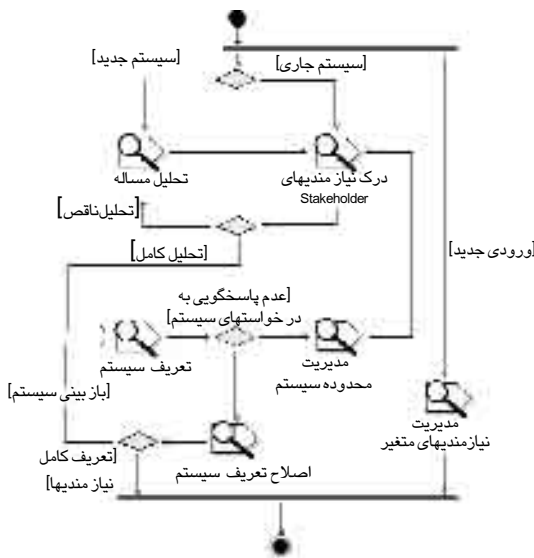 [سیستم جدید]
[سیستم جاری]
تحلیل مساله
درک نیاز مندیهای
Stakeholder
[تحلیل ناقص]
[تحلیل کامل]
[ورودی جدید]
[عدم پاسخگویی به
در خواستهای سیستم]
تعریف سیستم
مدیریت
محدوده سیستم
[باز بینی سیستم]
مدیریت
نیازمندیهای متغیر
[تعریف کامل
نیاز مندیها]
اصلاح تعریف سیستم